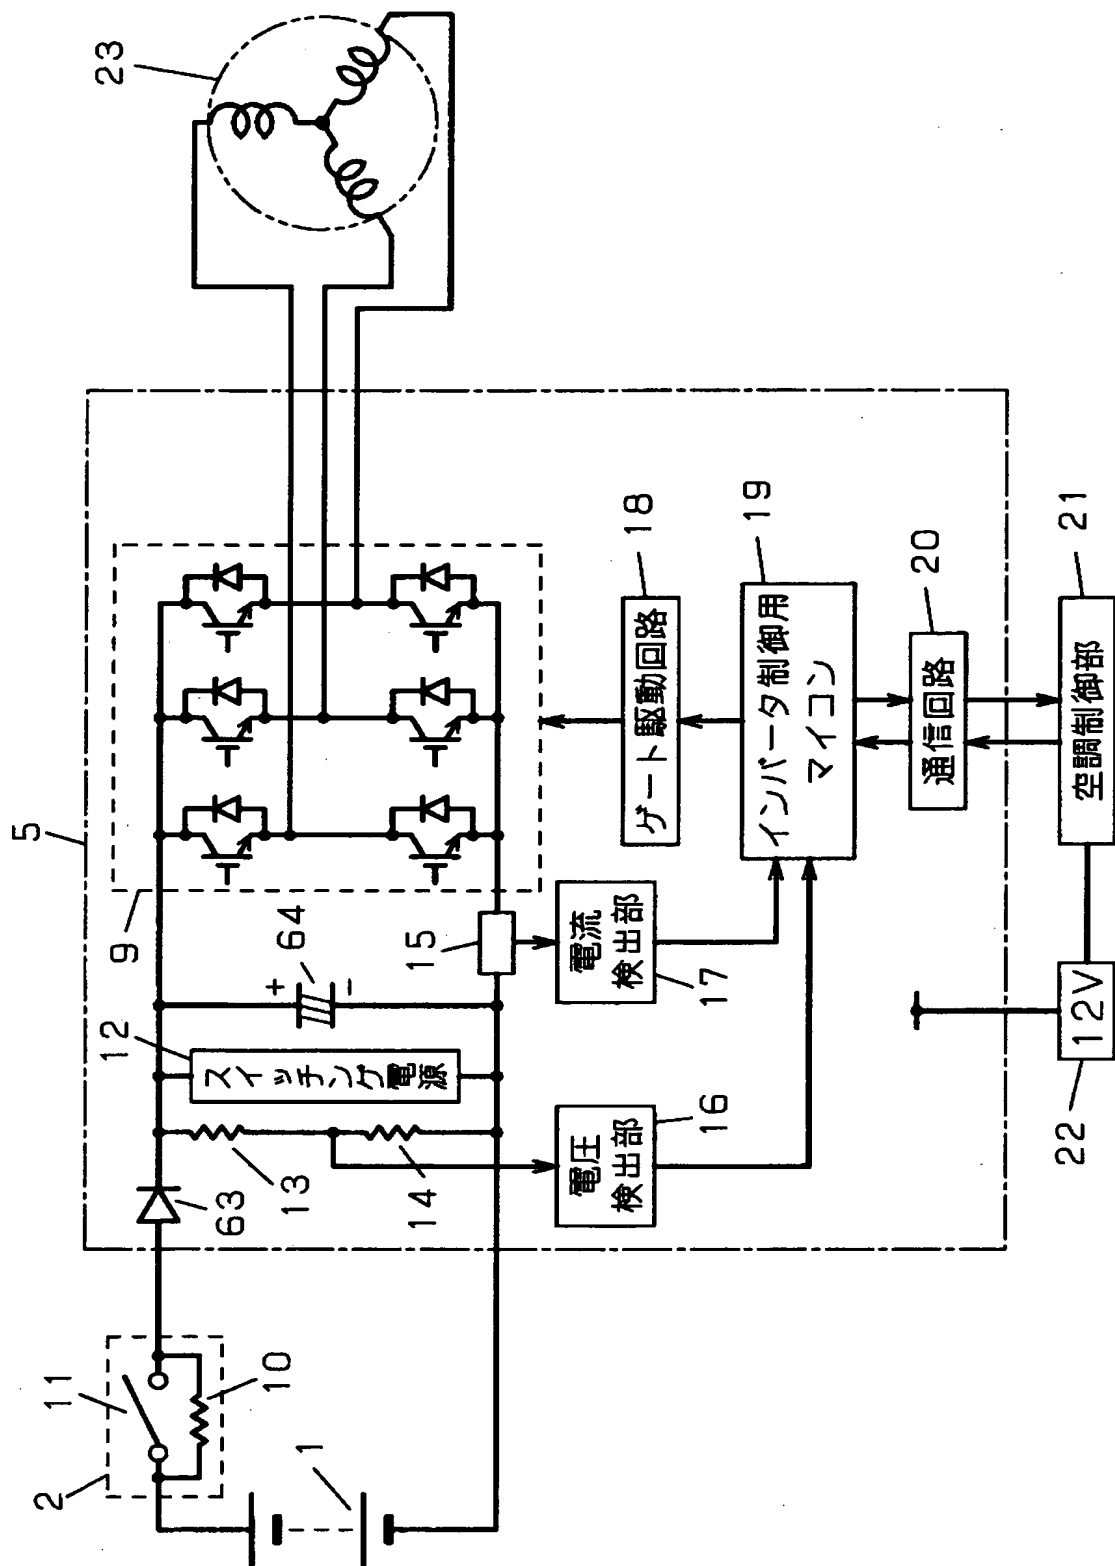 23
5
9
12
スイッチング電源
64
+
-
15
63
13
14
11
10
2
1
電圧
検出部
16
電流
検出部
17
ゲート駆動回路
18
インバータ制御用
マイコン
19
通信回路
20
空調制御部
21
12V
22